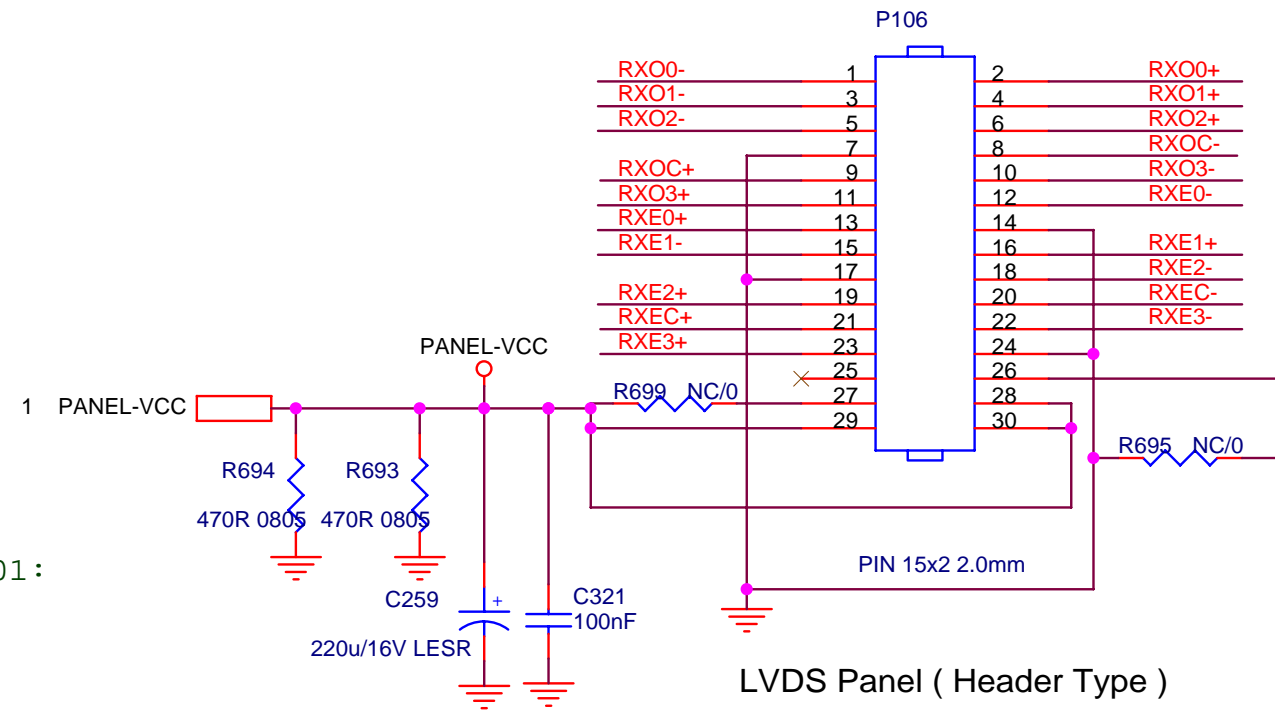 P106
RXO0- 1 2 RXO0+
RXO1- 3 4 RXO1+
RXO2- 5 6 RXO2+
7 8 RXOC-
RXOC+ 9 10 RXO3-
RXO3+ 11 12 RXE0-
RXE0+ 13 14
RXE1- 15 16 RXE1+
17 18 RXE2-
RXE2+ 19 20 RXEC-
RXEC+ 21 22 RXE3-
RXE3+ 23 24
PANEL-VCC
25 26
R699 NC/0 27 28
1 PANEL-VCC
29 30
R695 NC/0
R694 R693
470R 0805 470R 0805
PIN 15x2 2.0mm
01:
C259 + C321
100nF
220u/16V LESR
LVDS Panel ( Header Type )